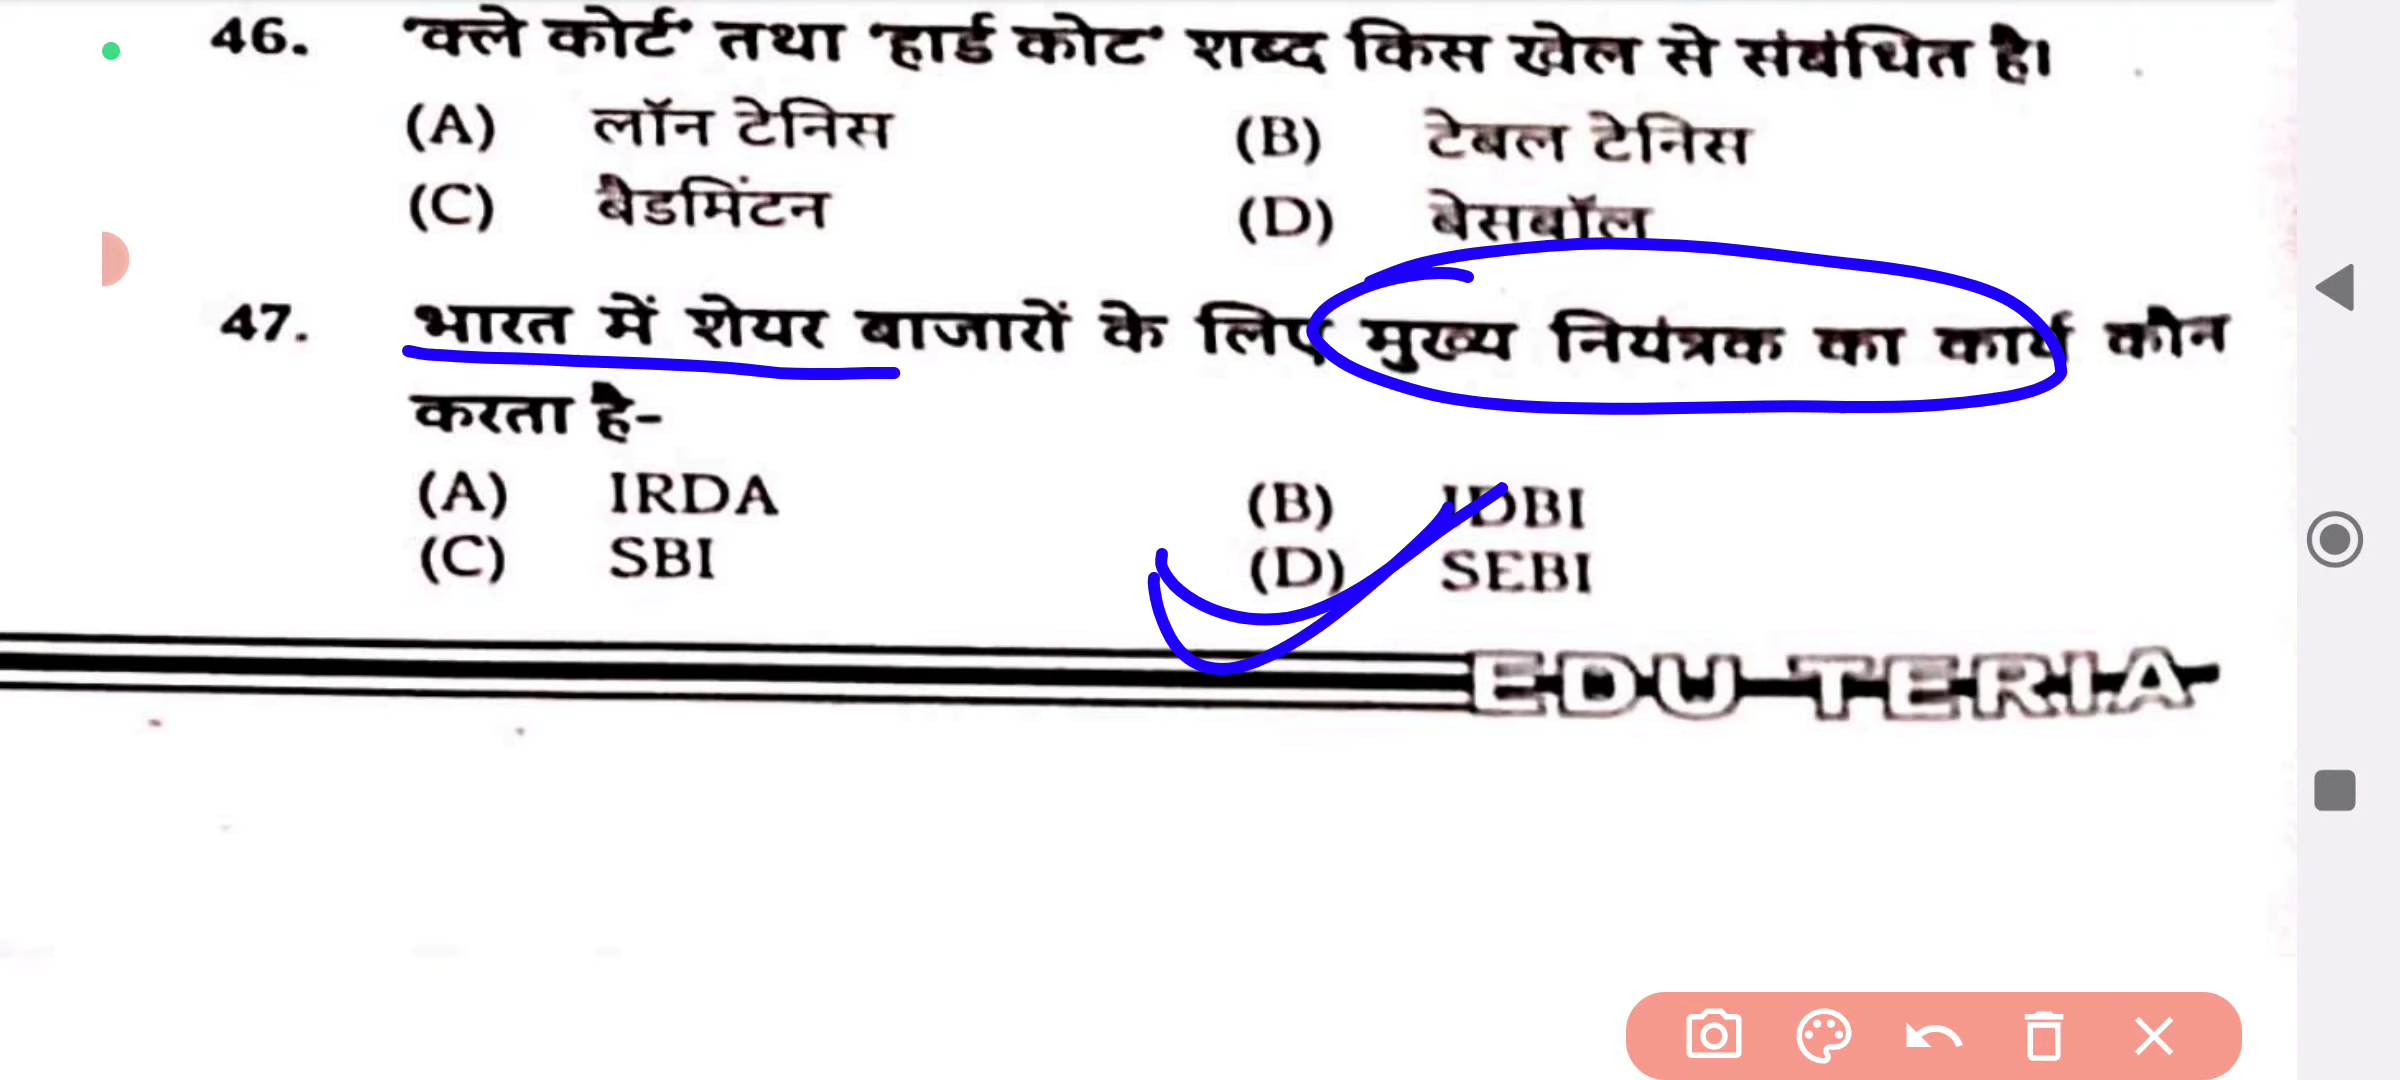 46. 'क्ले कोर्ट' तथा 'हार्ड कोट' शब्द किस खेल से संबंधित है।
(A) लॉन टेनिस (B) टेबल टेनिस
(C) बैडमिंटन (D) बेसबॉल
47. भारत में शेयर बाजारों के लिए मुख्य नियंत्रक का कार्य कौन
करता है-
(A) IRDA (B) IDBI
(C) SBI (D) SEBI
EDU TERIA